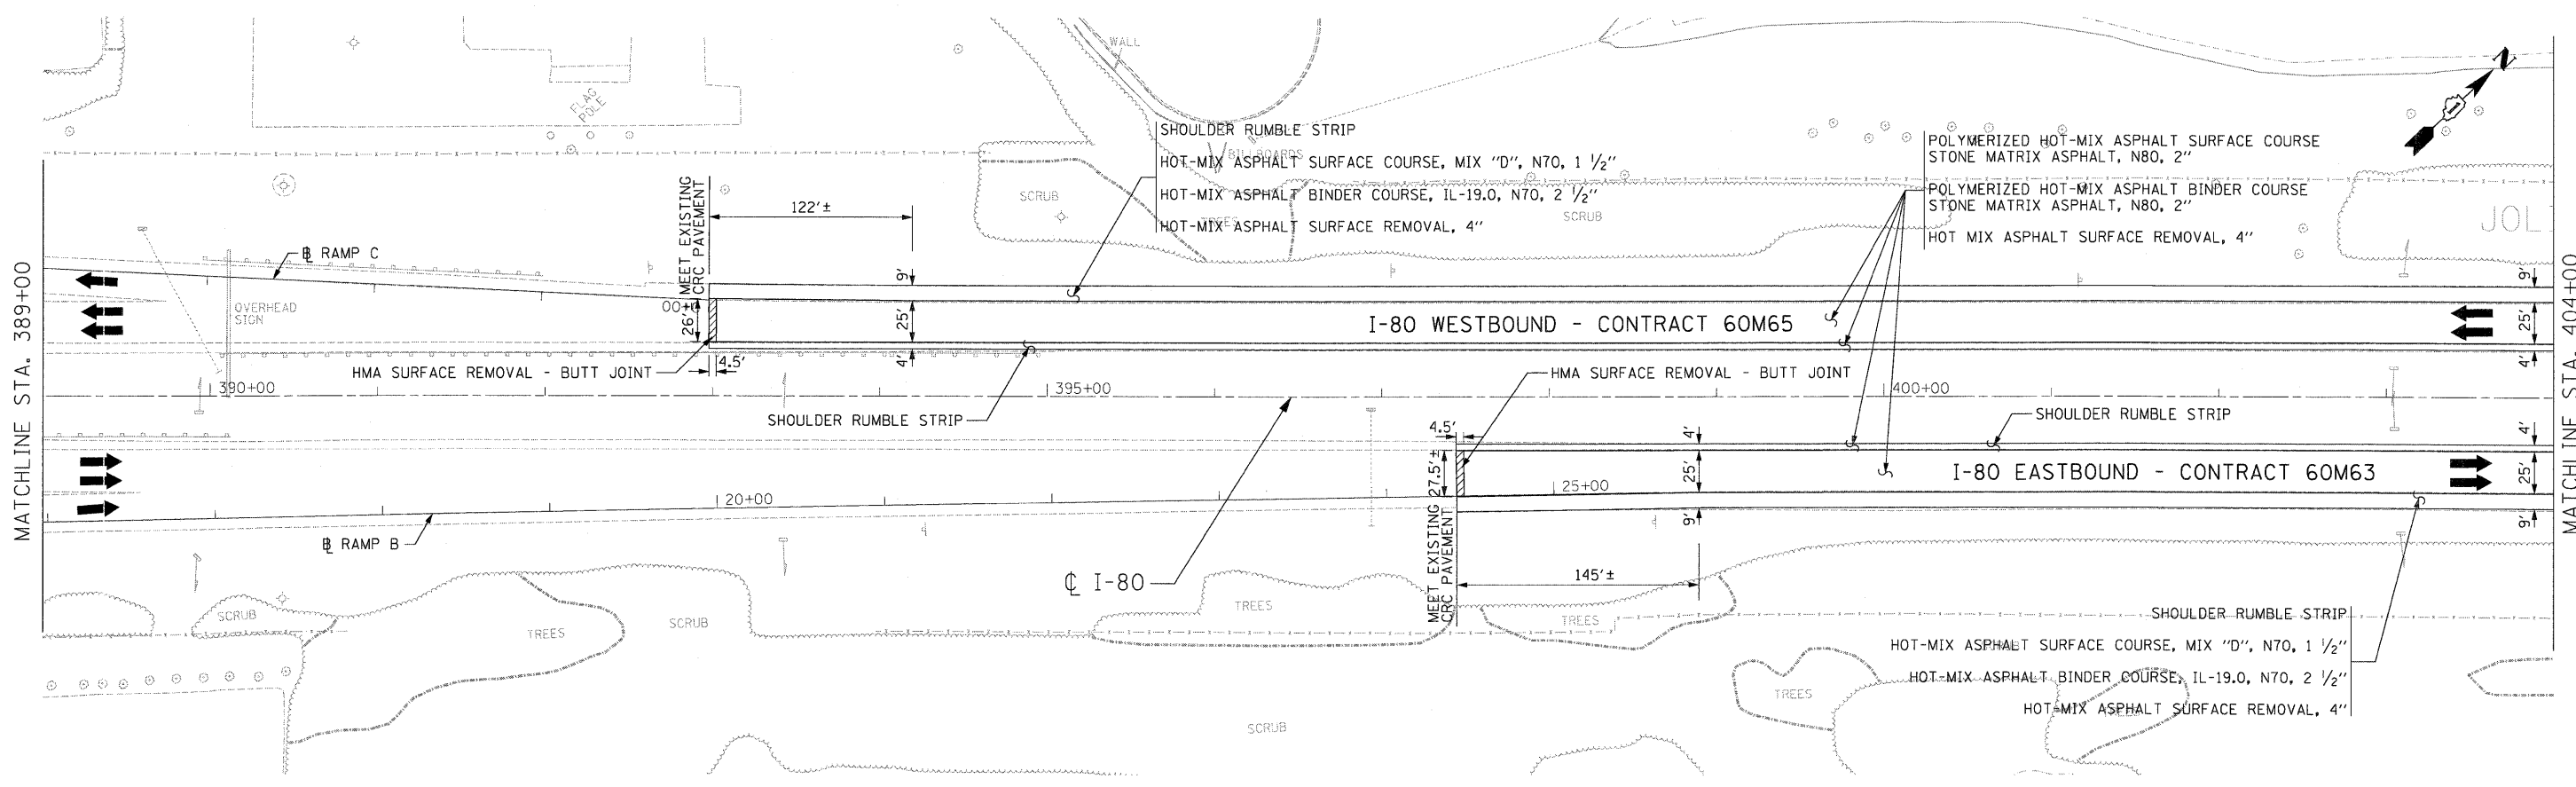 WALL
N
FLAG
POLE
SHOULDER RUMBLE STRIP
HOT-MIX ASPHALT SURFACE COURSE, MIX "D", N70, 1 1/2"
HOT-MIX ASPHALT BINDER COURSE, IL-19.0, N70, 2 1/2"
HOT-MIX ASPHALT SURFACE REMOVAL, 4"
BILLBOARDS
TREES
SCRUB
SCRUB
POLYMERIZED HOT-MIX ASPHALT SURFACE COURSE
STONE MATRIX ASPHALT, N80, 2"
POLYMERIZED HOT-MIX ASPHALT BINDER COURSE
STONE MATRIX ASPHALT, N80, 2"
HOT MIX ASPHALT SURFACE REMOVAL, 4"
JOL
MEET EXISTING
CRC PAVEMENT
122'±
MATCHLINE STA. 389+00
℄ RAMP C
OVERHEAD
SIGN
00+0
26'
9'
25'
4'
4.5'
I-80 WESTBOUND - CONTRACT 60M65
9'
25'
4'
MATCHLINE STA. 404+00
HMA SURFACE REMOVAL - BUTT JOINT
HMA SURFACE REMOVAL - BUTT JOINT
390+00
395+00
400+00
SHOULDER RUMBLE STRIP
SHOULDER RUMBLE STRIP
4.5'
27.5'±
4'
25'
9'
I-80 EASTBOUND - CONTRACT 60M63
4'
25'
9'
20+00
25+00
℄ RAMP B
℄ I-80
MEET EXISTING
CRC PAVEMENT
145'±
SCRUB
TREES
SCRUB
TREES
TREES
SHOULDER RUMBLE STRIP
HOT-MIX ASPHALT SURFACE COURSE, MIX "D", N70, 1 1/2"
HOT-MIX ASPHALT BINDER COURSE, IL-19.0, N70, 2 1/2"
HOT-MIX ASPHALT SURFACE REMOVAL, 4"
TREES
SCRUB